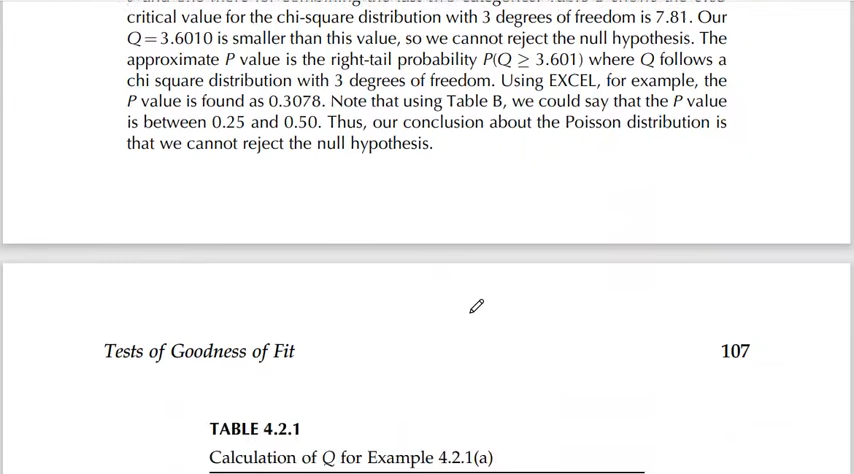 critical value for the chi-square distribution with 3 degrees of freedom is 7.81. Our
Q = 3.6010 is smaller than this value, so we cannot reject the null hypothesis. The
approximate P value is the right-tail probability P(Q ≥ 3.601) where Q follows a
chi square distribution with 3 degrees of freedom. Using EXCEL, for example, the
P value is found as 0.3078. Note that using Table B, we could say that the P value
is between 0.25 and 0.50. Thus, our conclusion about the Poisson distribution is
that we cannot reject the null hypothesis.
Tests of Goodness of Fit 107
TABLE 4.2.1
Calculation of Q for Example 4.2.1(a)